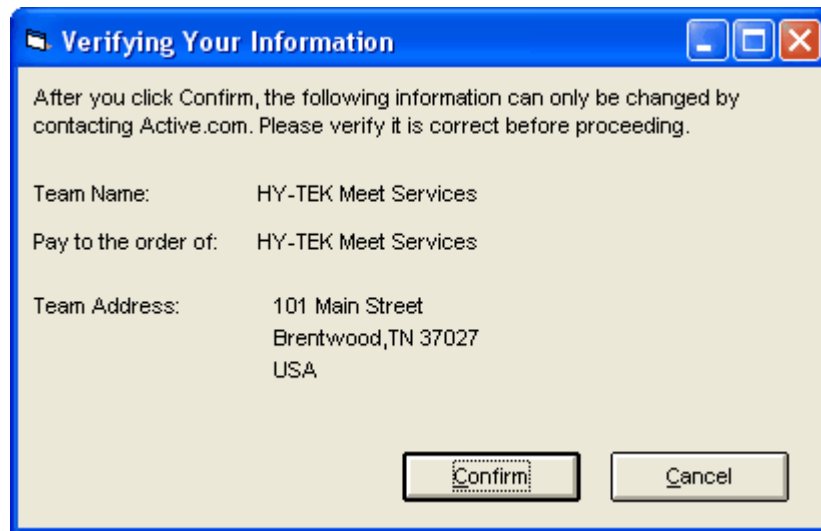 Verifying Your Information
After you click Confirm, the following information can only be changed by
contacting Active.com. Please verify it is correct before proceeding.
Team Name: HY-TEK Meet Services
Pay to the order of: HY-TEK Meet Services
Team Address: 101 Main Street
Brentwood,TN 37027
USA
Confirm Cancel